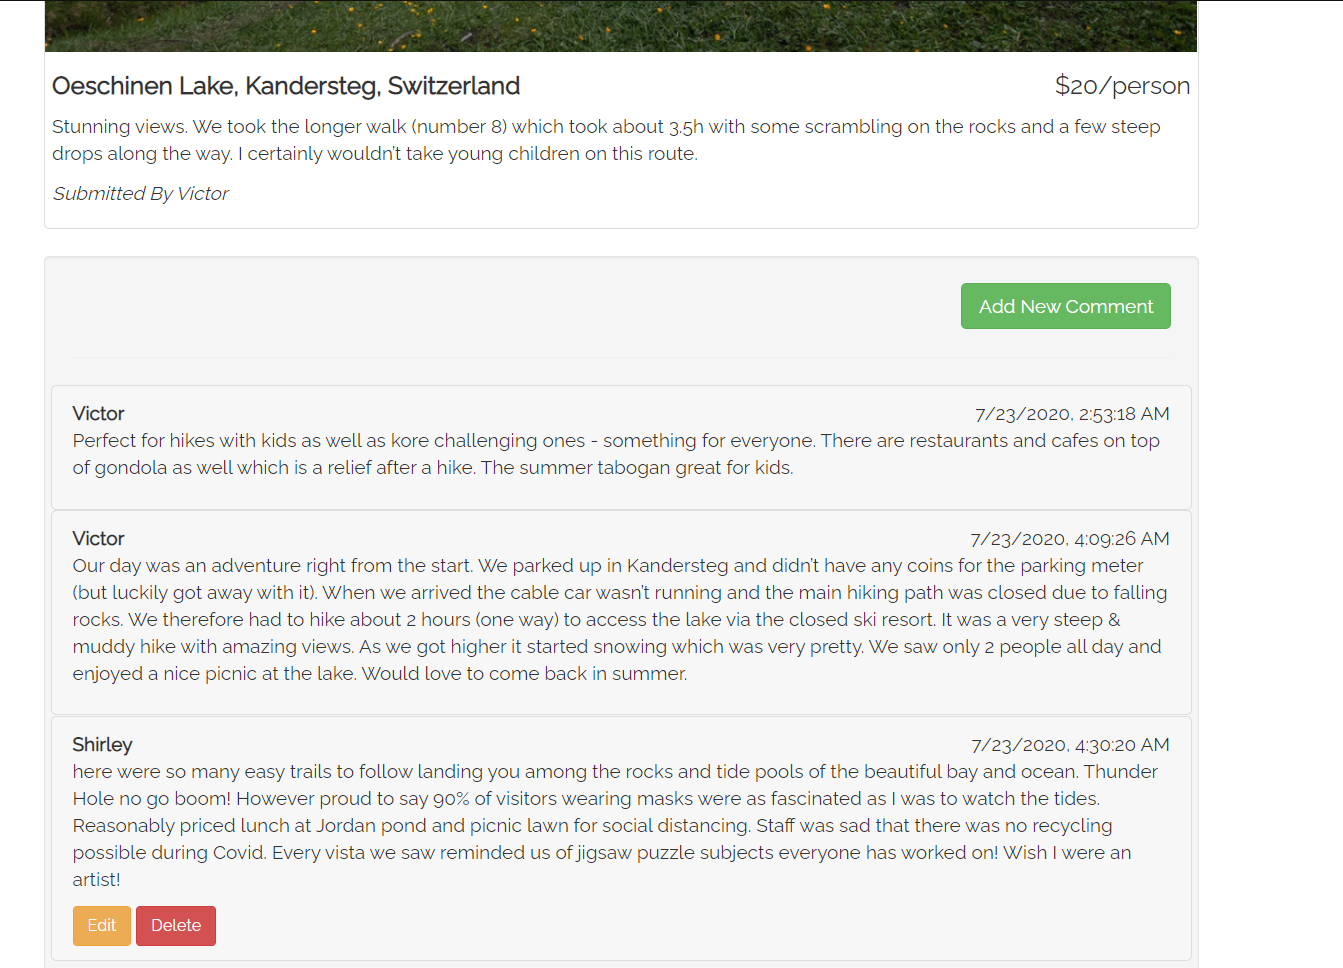 Oeschinen Lake, Kandersteg, Switzerland $20/person
Stunning views. We took the longer walk (number 8) which took about 3.5h with some scrambling on the rocks and a few steep
drops along the way. I certainly wouldn't take young children on this route.
Submitted By Victor
Add New Comment
Victor 7/23/2020, 2:53:18 AM
Perfect for hikes with kids as well as kore challenging ones - something for everyone. There are restaurants and cafes on top
of gondola as well which is a relief after a hike. The summer tabogan great for kids.
Victor 7/23/2020, 4:09:26 AM
Our day was an adventure right from the start. We parked up in Kandersteg and didn't have any coins for the parking meter
(but luckily got away with it). When we arrived the cable car wasn't running and the main hiking path was closed due to falling
rocks. We therefore had to hike about 2 hours (one way) to access the lake via the closed ski resort. It was a very steep &
muddy hike with amazing views. As we got higher it started snowing which was very pretty. We saw only 2 people all day and
enjoyed a nice picnic at the lake. Would love to come back in summer.
Shirley 7/23/2020, 4:30:20 AM
here were so many easy trails to follow landing you among the rocks and tide pools of the beautiful bay and ocean. Thunder
Hole no go boom! However proud to say 90% of visitors wearing masks were as fascinated as I was to watch the tides.
Reasonably priced lunch at Jordan pond and picnic lawn for social distancing. Staff was sad that there was no recycling
possible during Covid. Every vista we saw reminded us of jigsaw puzzle subjects everyone has worked on! Wish I were an
artist!
Edit Delete